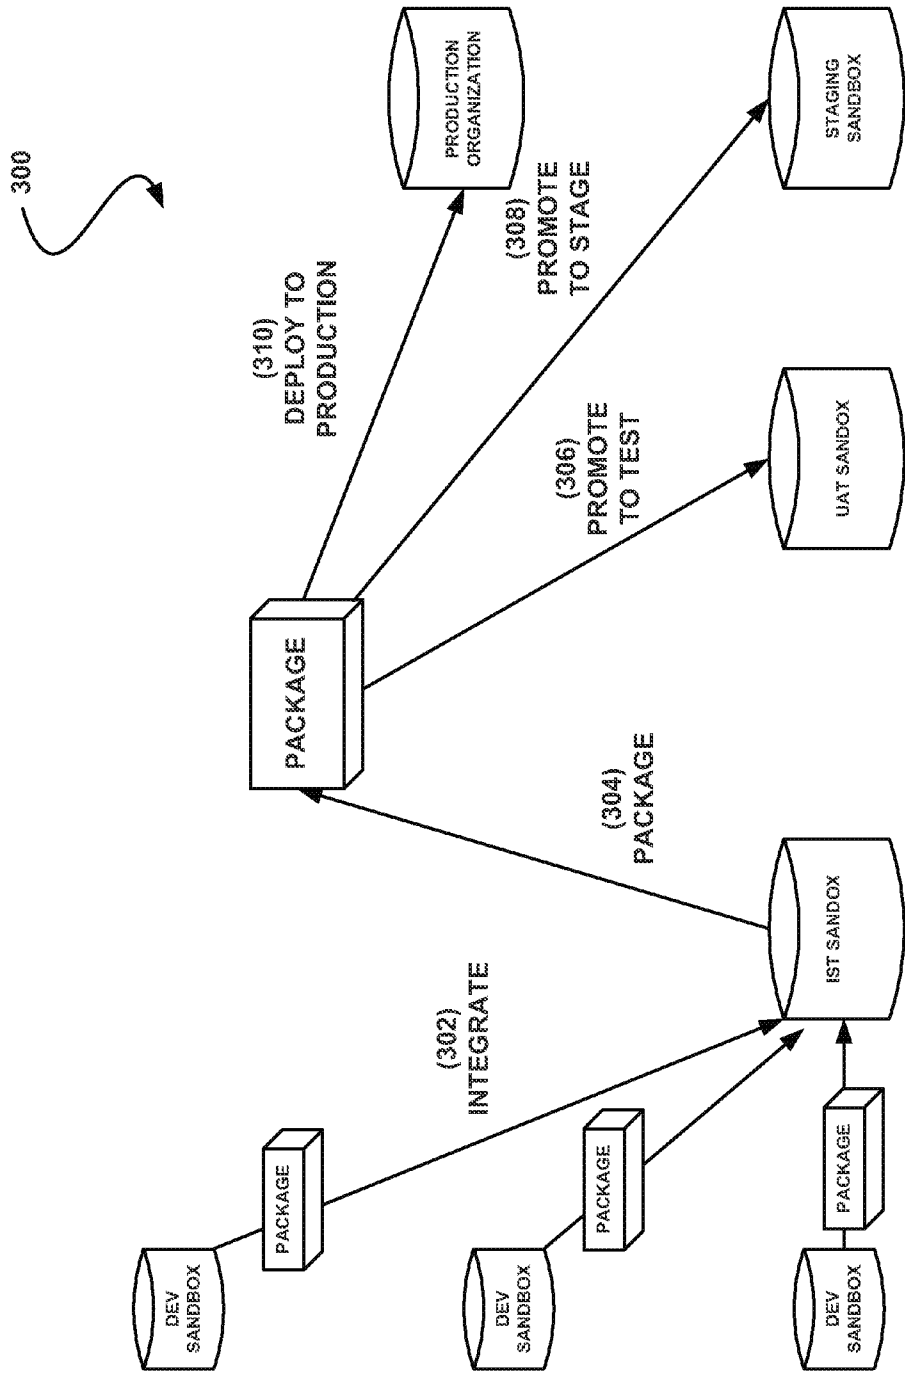 300
PRODUCTION
ORGANIZATION
(310)
DEPLOY TO
PRODUCTION
(308)
PROMOTE
TO STAGE
STAGING
SANDBOX
PACKAGE
(306)
PROMOTE
TO TEST
UAT SANDOX
(304)
PACKAGE
IST SANDOX
(302)
INTEGRATE
DEV
SANDBOX
PACKAGE
DEV
SANDBOX
PACKAGE
DEV
SANDBOX
PACKAGE